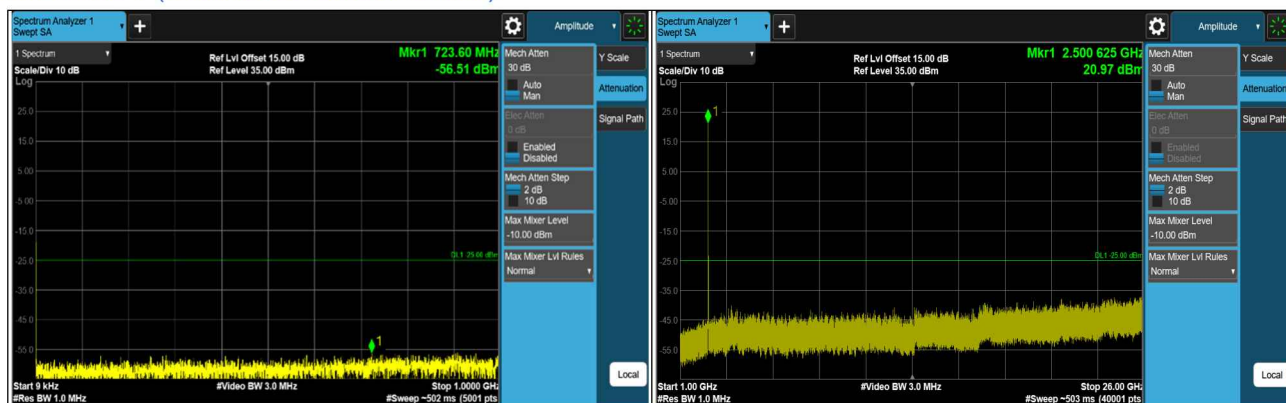 Spectrum Analyzer 1
Swept SA
+
Amplitude
1 Spectrum
Scale/Div 10 dB
Log
Ref Lvl Offset 15.00 dB
Ref Level 35.00 dBm
Mkr1 723.60 MHz
-56.51 dBm
25.0
15.0
5.00
-5.00
-15.0
-25.0
-35.0
-45.0
-55.0
DL1 -25.00 dBm
1
Start 9 kHz
#Res BW 1.0 MHz
#Video BW 3.0 MHz
Stop 1.0000 GHz
#Sweep ~502 ms (5001 pts
Mech Atten
30 dB
Auto
Man
Elec Atten
0 dB
Enabled
Disabled
Mech Atten Step
2 dB
10 dB
Max Mixer Level
-10.00 dBm
Max Mixer Lvl Rules
Normal
Y Scale
Attenuation
Signal Path
Local
Spectrum Analyzer 1
Swept SA
+
Amplitude
1 Spectrum
Scale/Div 10 dB
Log
Ref Lvl Offset 15.00 dB
Ref Level 35.00 dBm
Mkr1 2.500 625 GHz
20.97 dBm
25.0
15.0
5.00
-5.00
-15.0
-25.0
-35.0
-45.0
-55.0
DL1 -25.00 dBm
1
Start 1.00 GHz
#Res BW 1.0 MHz
#Video BW 3.0 MHz
Stop 26.00 GHz
#Sweep ~503 ms (40001 pts
Mech Atten
30 dB
Auto
Man
Elec Atten
0 dB
Enabled
Disabled
Mech Atten Step
2 dB
10 dB
Max Mixer Level
-10.00 dBm
Max Mixer Lvl Rules
Normal
Y Scale
Attenuation
Signal Path
Local